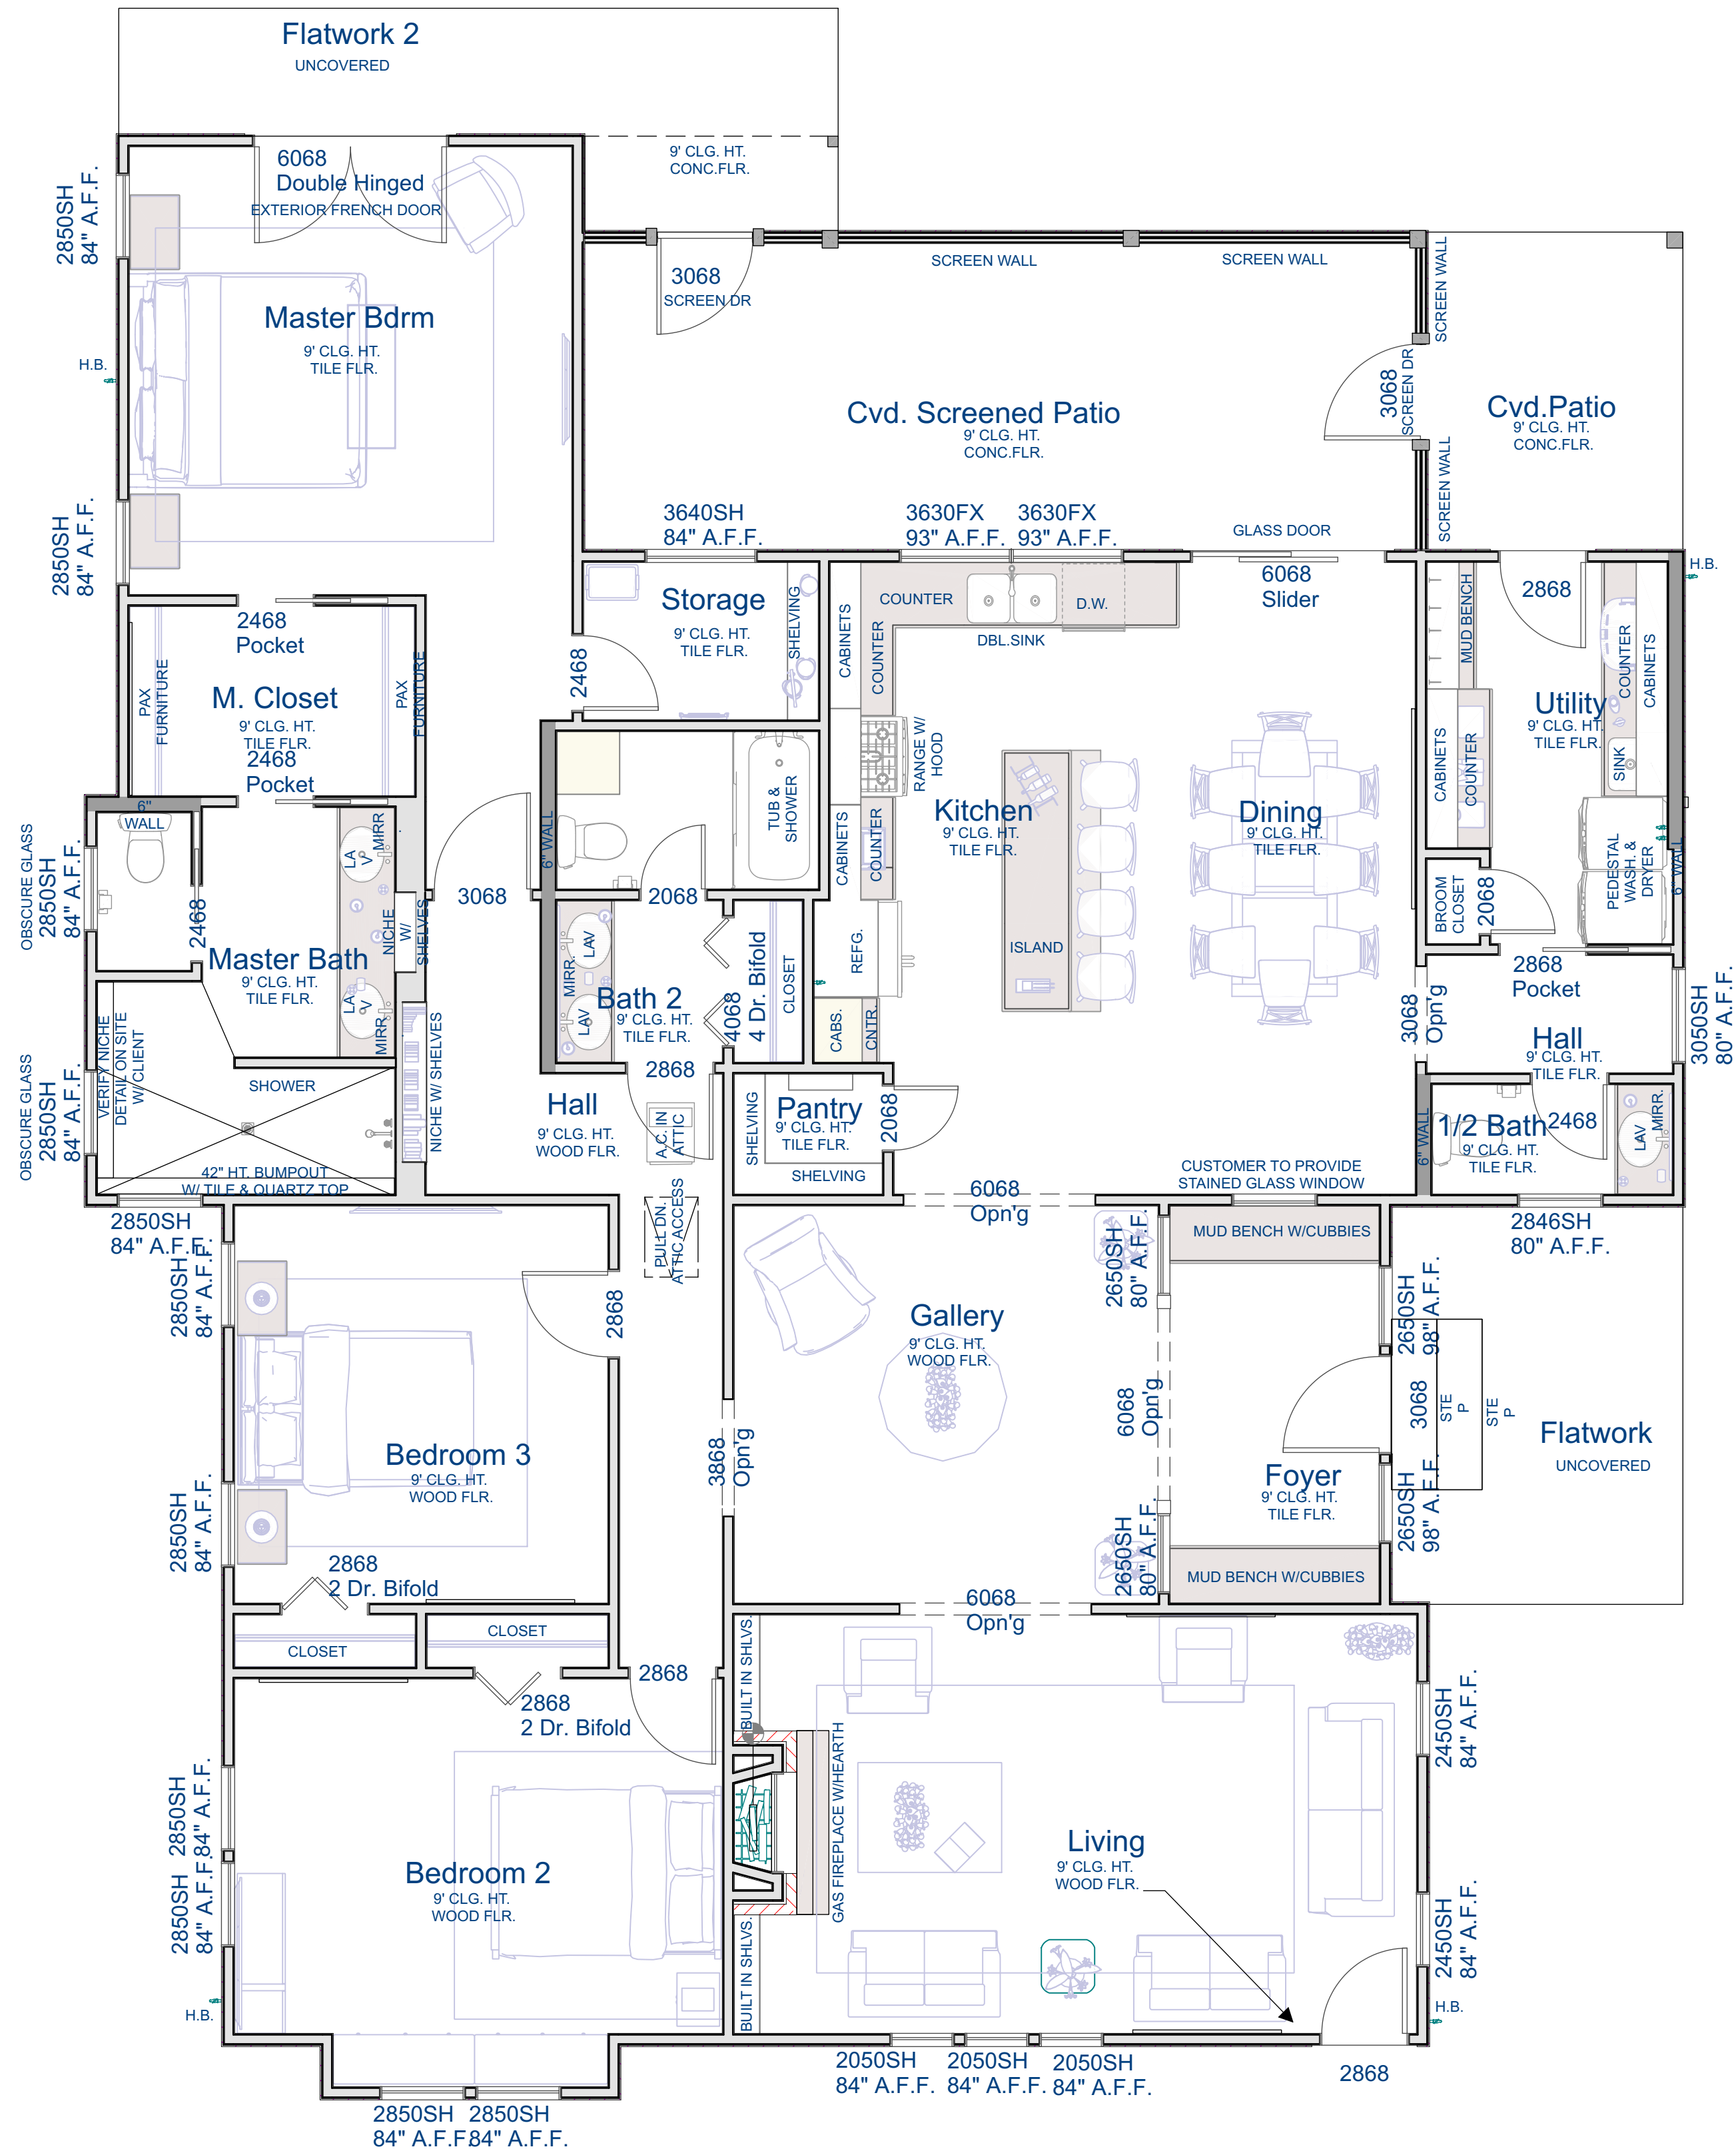 Flatwork 2
UNCOVERED
6068
Double Hinged
EXTERIOR FRENCH DOOR
9' CLG. HT.
CONC.FLR.
2850SH
84" A.F.F.
3068
SCREEN DR
SCREEN WALL
SCREEN WALL
SCREEN WALL
Master Bdrm
9' CLG. HT.
TILE FLR.
H.B.
3068
SCREEN DR
Cvd. Screened Patio
9' CLG. HT.
CONC.FLR.
Cvd.Patio
9' CLG. HT.
CONC.FLR.
SCREEN WALL
2850SH
84" A.F.F.
3640SH
84" A.F.F.
3630FX
93" A.F.F.
3630FX
93" A.F.F.
GLASS DOOR
6068
Slider
H.B.
2868
2468
Pocket
Storage
9' CLG. HT.
TILE FLR.
SHELVING
2468
CABINETS
COUNTER
COUNTER
D.W.
DBL.SINK
MUD BENCH
COUNTER
CABINETS
PAX
FURNITURE
M. Closet
9' CLG. HT.
TILE FLR.
PAX
FURNITURE
2468
Pocket
RANGE W/
HOOD
Utility
9' CLG. HT.
TILE FLR.
SINK
CABINETS
COUNTER
6"
WALL
MIRR.
LA
V
6" WALL
TUB &
SHOWER
CABINETS
COUNTER
Kitchen
9' CLG. HT.
TILE FLR.
Dining
9' CLG. HT.
TILE FLR.
PEDESTAL
WASH. &
DRYER
6" WALL
OBSCURE GLASS
2850SH
84" A.F.F.
2468
3068
2068
BROOM
CLOSET
2068
NICHE
W/
SHELVES
Master Bath
9' CLG. HT.
TILE FLR.
LA
V
MIRR.
MIRR.
LAV
LAV
Bath 2
9' CLG. HT.
TILE FLR.
4068
4 Dr. Bifold
CLOSET
REFG.
ISLAND
CABS.
CNTR.
2868
Pocket
3068
Opn'g
Hall
9' CLG. HT.
TILE FLR.
3050SH
80" A.F.F.
OBSCURE GLASS
2850SH
84" A.F.F.
VERIFY NICHE
DETAIL ON SITE
W/CLIENT
SHOWER
NICHE W/ SHELVES
2868
Hall
9' CLG. HT.
WOOD FLR.
A.C. IN
ATTIC
SHELVING
Pantry
9' CLG. HT.
TILE FLR.
SHELVING
2068
6" WALL
1/2 Bath
9' CLG. HT.
TILE FLR.
2468
LAV
MIRR.
42" HT. BUMPOUT
W/ TILE & QUARTZ TOP
CUSTOMER TO PROVIDE
STAINED GLASS WINDOW
6068
Opn'g
2850SH
84" A.F.F.
PULL DN.
ATTIC ACCESS
2846SH
80" A.F.F.
MUD BENCH W/CUBBIES
2850SH
84" A.F.F.
2868
2650SH
80" A.F.F.
2650SH
98" A.F.F.
Gallery
9' CLG. HT.
WOOD FLR.
6068
Opn'g
3068
STE
P
STE
P
Flatwork
UNCOVERED
Bedroom 3
9' CLG. HT.
WOOD FLR.
3868
Opn'g
Foyer
9' CLG. HT.
TILE FLR.
2850SH
84" A.F.F.
2650SH
80" A.F.F.
2650SH
98" A.F.F.
2868
2 Dr. Bifold
MUD BENCH W/CUBBIES
6068
Opn'g
CLOSET
CLOSET
2868
2868
2 Dr. Bifold
BUILT IN SHLVS.
2450SH
84" A.F.F.
GAS FIREPLACE W/HEARTH
2850SH
84" A.F.F.
Bedroom 2
9' CLG. HT.
WOOD FLR.
Living
9' CLG. HT.
WOOD FLR.
2850SH
84" A.F.F.
BUILT IN SHLVS.
2450SH
84" A.F.F.
H.B.
H.B.
2050SH
84" A.F.F.
2050SH
84" A.F.F.
2050SH
84" A.F.F.
2868
2850SH
84" A.F.F.
2850SH
84" A.F.F.